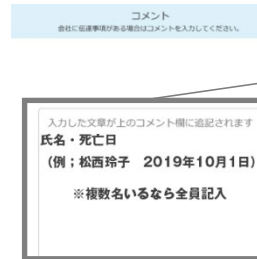 コメント
会社に伝達事項がある場合はコメントを入力してください。
入力した文章が上のコメント欄に追記されます
氏名・死亡日
(例；松西玲子　2019年10月1日)
※複数名いるなら全員記入